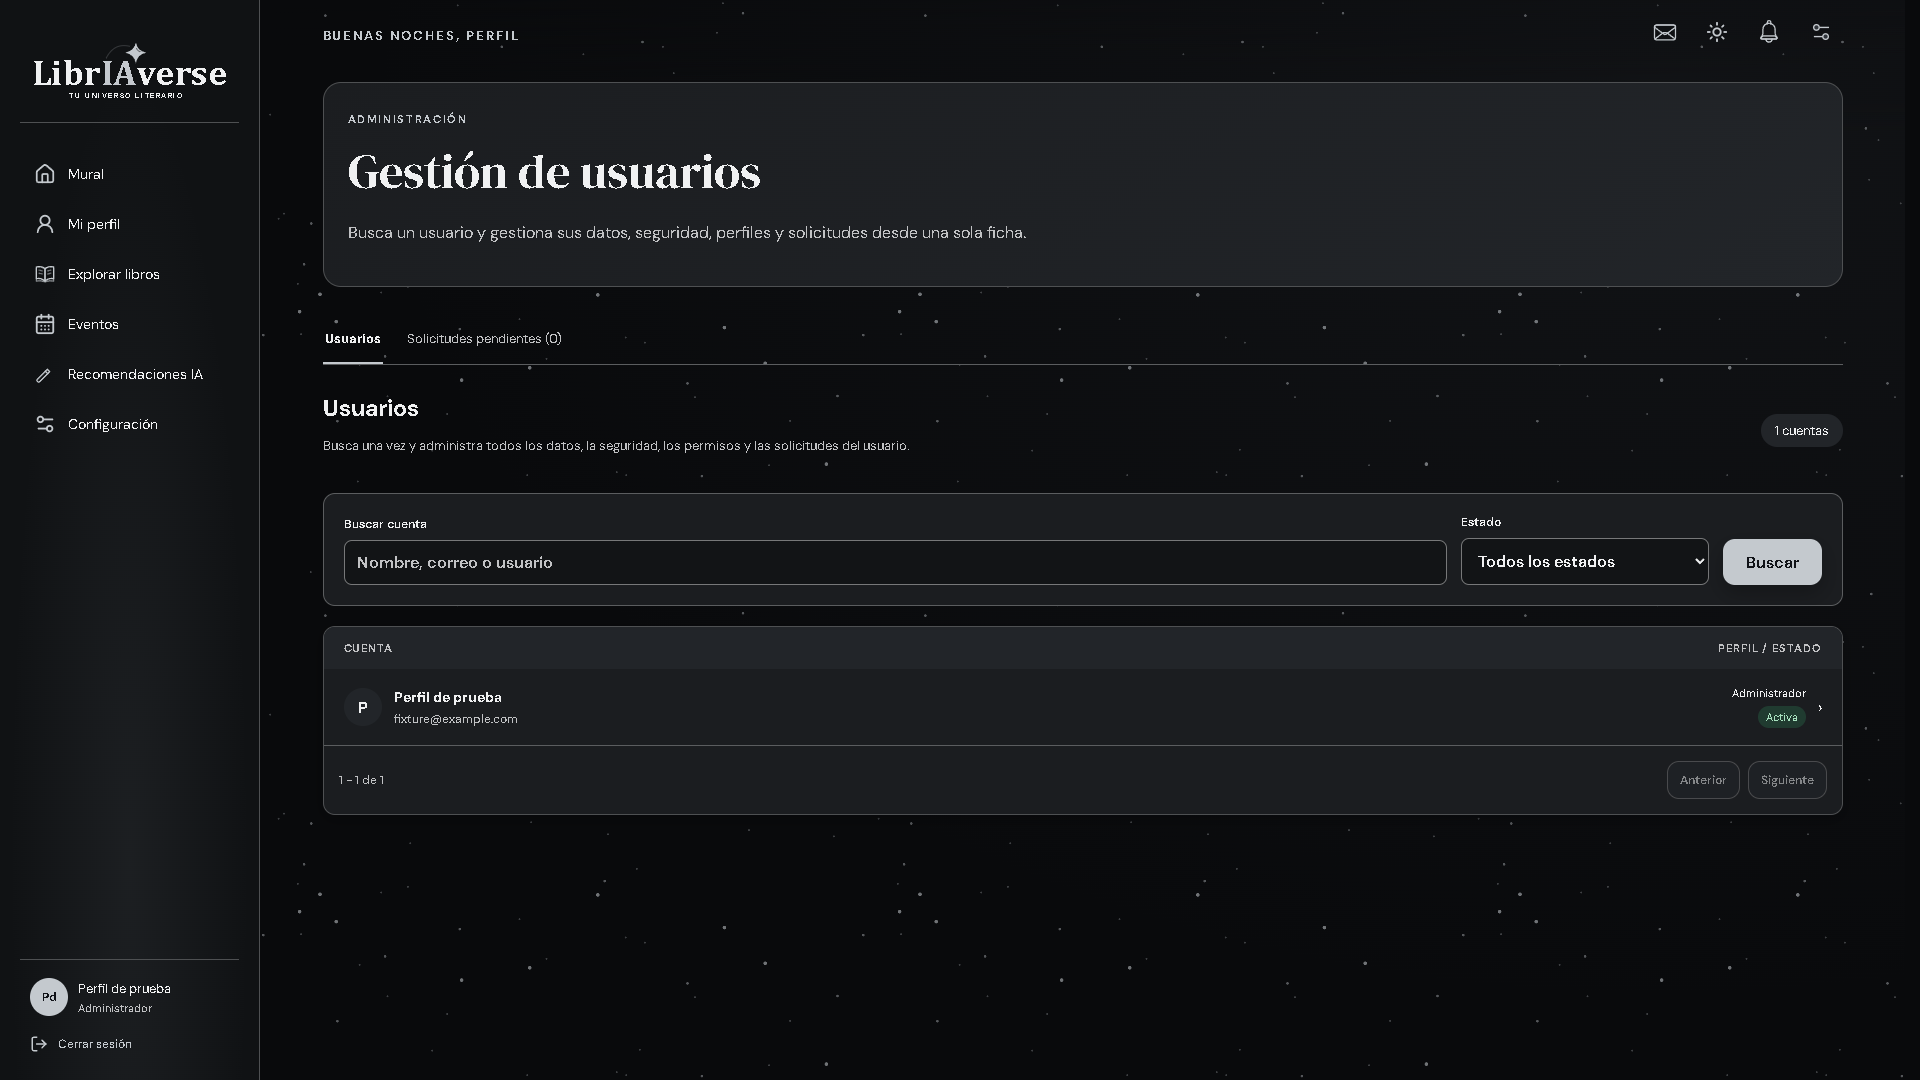 LibrIAverse
TU UNIVERSO LITERARIO
Mural
Mi perfil
Explorar libros
Eventos
Recomendaciones IA
Configuración
Pd
Perfil de prueba
Administrador
Cerrar sesión
BUENAS NOCHES, PERFIL
ADMINISTRACIÓN
Gestión de usuarios
Busca un usuario y gestiona sus datos, seguridad, perfiles y solicitudes desde una sola ficha.
Usuarios
Solicitudes pendientes (0)
Usuarios
Busca una vez y administra todos los datos, la seguridad, los permisos y las solicitudes del usuario.
1 cuentas
Buscar cuenta
Nombre, correo o usuario
Estado
Todos los estados
Buscar
CUENTA
PERFIL / ESTADO
P
Perfil de prueba
fixture@example.com
Administrador
Activa
1–1 de 1
Anterior
Siguiente